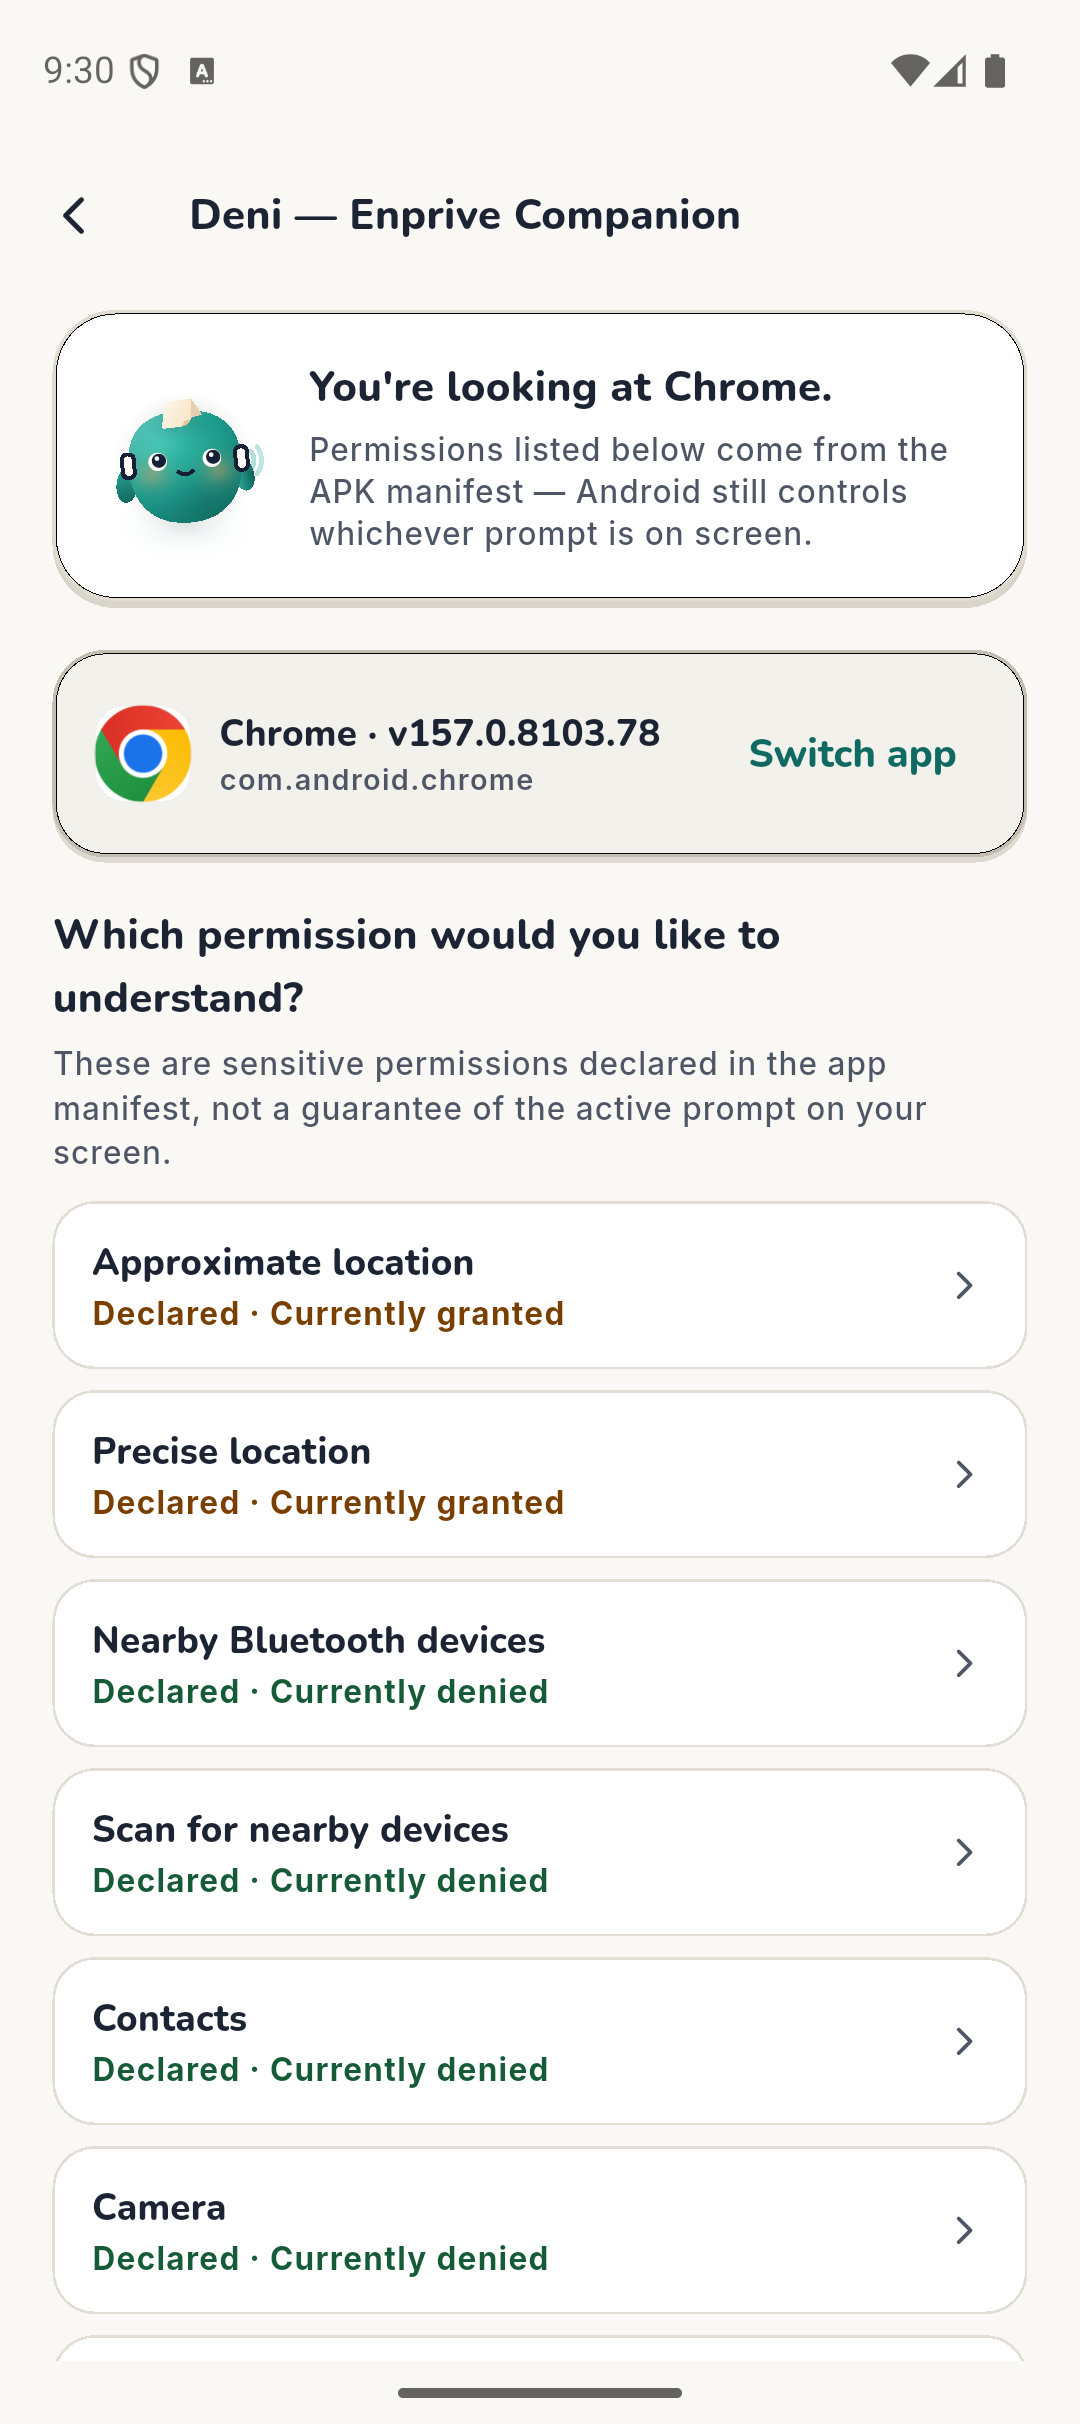 9:30
Deni — Enprive Companion
You're looking at Chrome.
Permissions listed below come from the
APK manifest — Android still controls
whichever prompt is on screen.
Chrome · v157.0.8103.78
com.android.chrome
Switch app
Which permission would you like to
understand?
These are sensitive permissions declared in the app
manifest, not a guarantee of the active prompt on your
screen.
Approximate location
Declared · Currently granted
Precise location
Declared · Currently granted
Nearby Bluetooth devices
Declared · Currently denied
Scan for nearby devices
Declared · Currently denied
Contacts
Declared · Currently denied
Camera
Declared · Currently denied